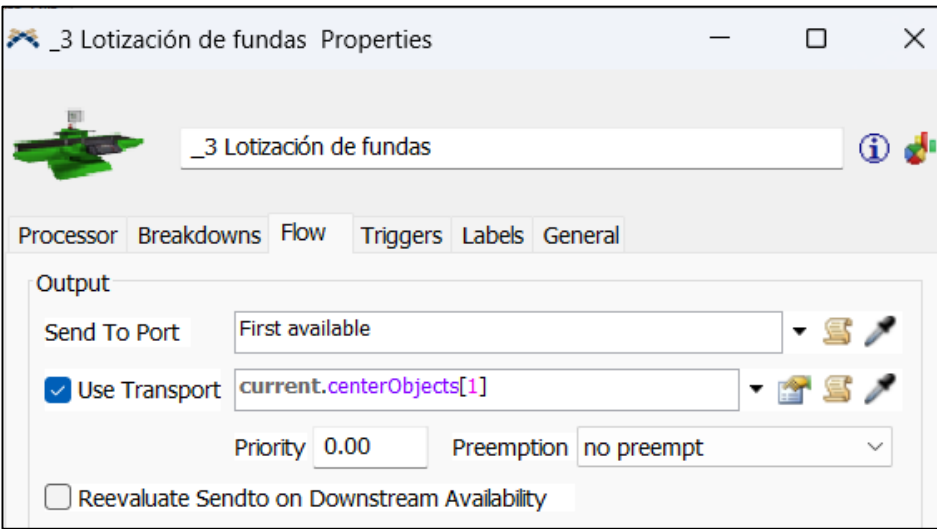 _3 Lotización de fundas Properties
_3 Lotización de fundas
Processor Breakdowns Flow Triggers Labels General
Output
Send To Port First available
Use Transport current.centerObjects[1]
Priority 0.00 Preemption no preempt
Reevaluate Sendto on Downstream Availability